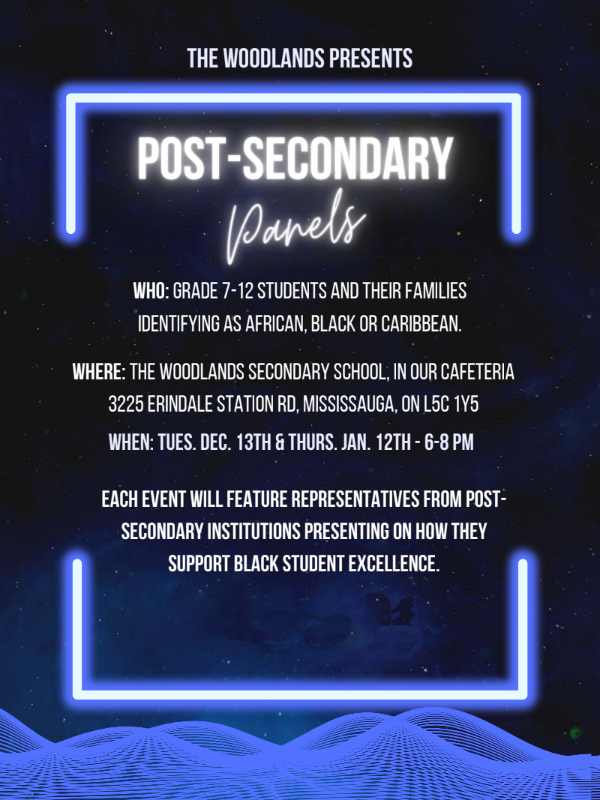 THE WOODLANDS PRESENTS
POST-SECONDARY
Panels
WHO: GRADE 7-12 STUDENTS AND THEIR FAMILIES
IDENTIFYING AS AFRICAN, BLACK OR CARIBBEAN.
WHERE: THE WOODLANDS SECONDARY SCHOOL, IN OUR CAFETERIA
3225 ERINDALE STATION RD, MISSISSAUGA, ON L5C 1Y5
WHEN: TUES. DEC. 13TH & THURS. JAN. 12TH - 6-8 PM
EACH EVENT WILL FEATURE REPRESENTATIVES FROM POST-
SECONDARY INSTITUTIONS PRESENTING ON HOW THEY
SUPPORT BLACK STUDENT EXCELLENCE.